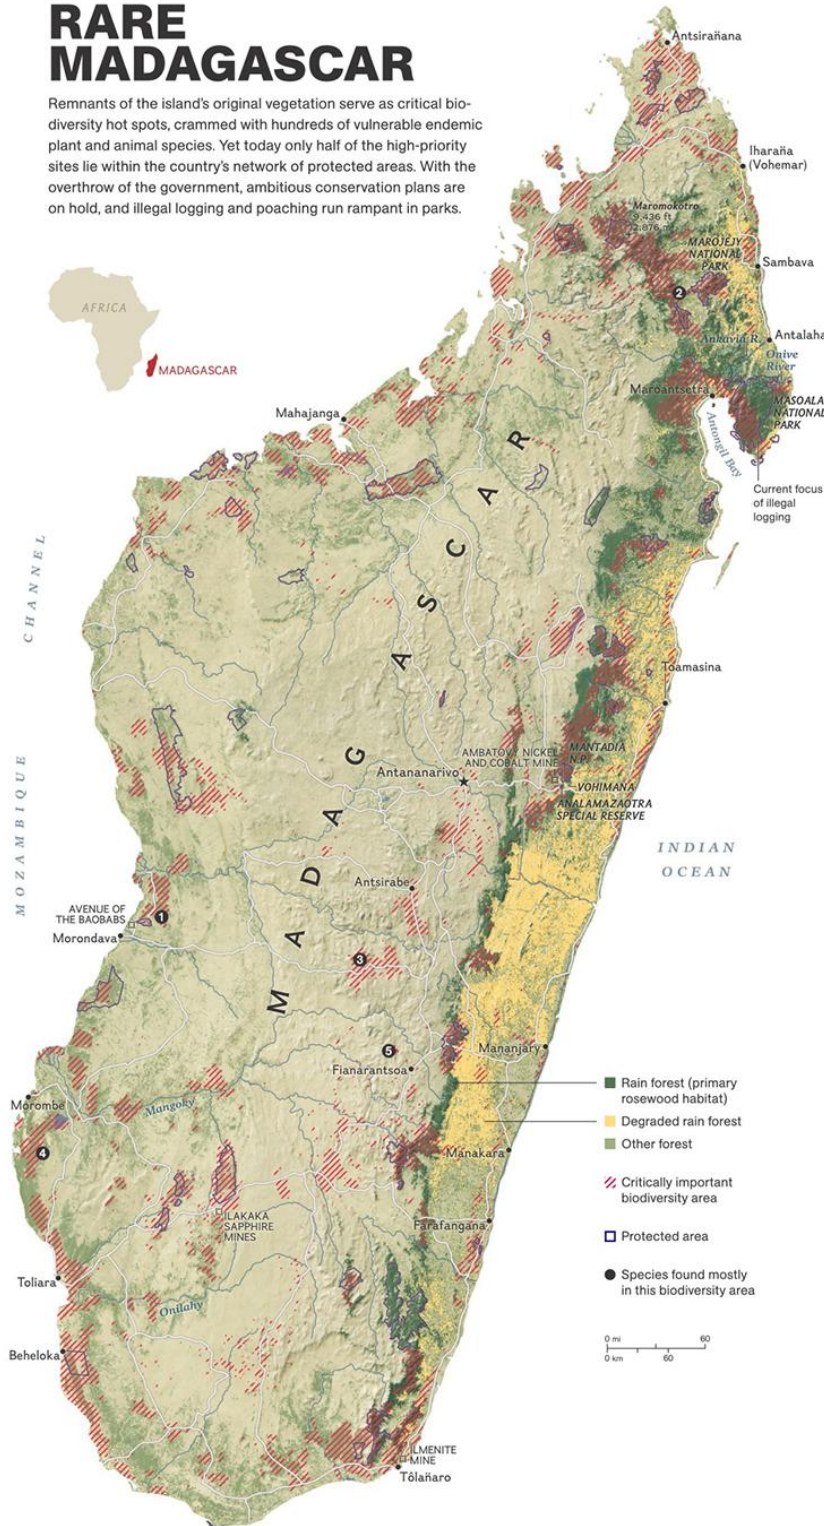 RARE
MADAGASCAR
Remnants of the island's original vegetation serve as critical bio-
diversity hot spots, crammed with hundreds of vulnerable endemic
plant and animal species. Yet today only half of the high-priority
sites lie within the country's network of protected areas. With the
overthrow of the government, ambitious conservation plans are
on hold, and illegal logging and poaching run rampant in parks.
AFRICA
MADAGASCAR
Antsirañana
Iharaña
(Vohemar)
Maromokotro
9,436 ft
2,876 m
MAROJEJY
NATIONAL
PARK
Sambava
2
Ankavia R.
Antalaha
Onive
River
Maroantsetra
MASOALA
NATIONAL
PARK
Antongil Bay
Current focus
of illegal
logging
Mahajanga
MOZAMBIQUE CHANNEL
MADAGASCAR
Toamasina
AMBATOVY NICKEL
AND COBALT MINE
MANTADIA
N.P.
Antananarivo
VOHIMANA
ANALAMAZAOTRA
SPECIAL RESERVE
INDIAN
OCEAN
Antsirabe
AVENUE OF
THE BAOBABS
1
Morondava
3
5
Fianarantsoa
Mananjary
Morombe
Mangoky
4
Manakara
ILAKAKA
SAPPHIRE
MINES
Farafangana
Toliara
Onilahy
Beheloka
ILMENITE
MINE
Tôlañaro
Rain forest (primary
rosewood habitat)
Degraded rain forest
Other forest
Critically important
biodiversity area
Protected area
Species found mostly
in this biodiversity area
0 mi 60
0 km 60